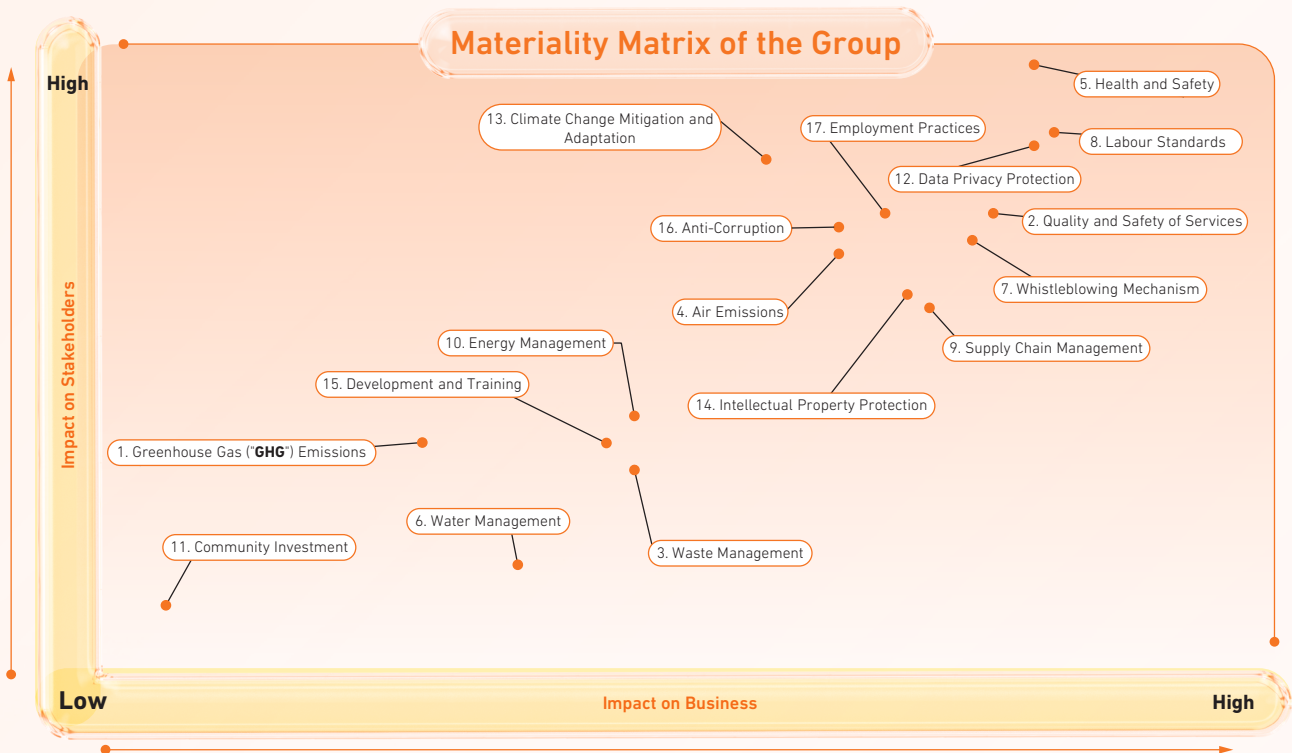 Materiality Matrix of the Group
High
5. Health and Safety
13. Climate Change Mitigation and
Adaptation
17. Employment Practices
8. Labour Standards
12. Data Privacy Protection
16. Anti-Corruption
2. Quality and Safety of Services
7. Whistleblowing Mechanism
4. Air Emissions
10. Energy Management
9. Supply Chain Management
15. Development and Training
14. Intellectual Property Protection
Impact on Stakeholders
1. Greenhouse Gas ("GHG") Emissions
6. Water Management
11. Community Investment
3. Waste Management
Low
Impact on Business
High